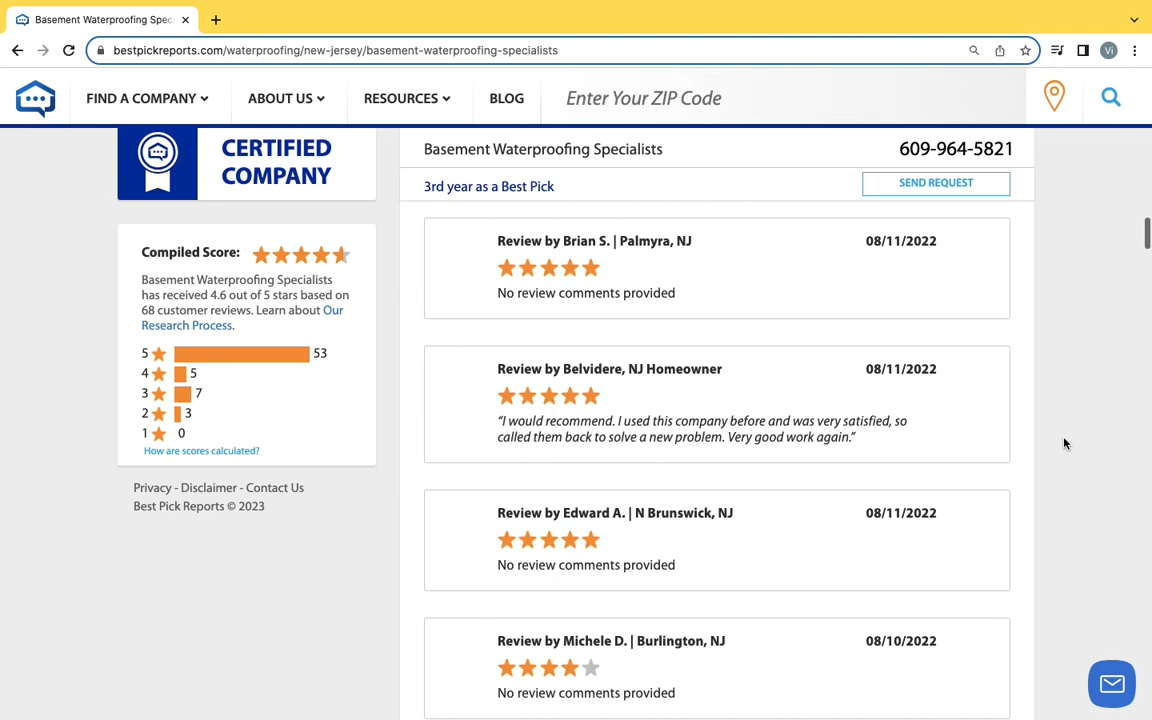 Basement Waterproofing Spec
bestpickreports.com/waterproofing/new-jersey/basement-waterproofing-specialists
Vi
FIND A COMPANY
ABOUT US
RESOURCES
BLOG
Enter Your ZIP Code
CERTIFIED
COMPANY
Compiled Score:
Basement Waterproofing Specialists
has received 4.6 out of 5 stars based on
68 customer reviews. Learn about Our
Research Process.
5 53
4 5
3 7
2 3
1 0
How are scores calculated?
Privacy - Disclaimer - Contact Us
Best Pick Reports © 2023
Basement Waterproofing Specialists 609-964-5821
3rd year as a Best Pick SEND REQUEST
Review by Brian S. | Palmyra, NJ 08/11/2022
No review comments provided
Review by Belvidere, NJ Homeowner 08/11/2022
“I would recommend. I used this company before and was very satisfied, so
called them back to solve a new problem. Very good work again.”
Review by Edward A. | N Brunswick, NJ 08/11/2022
No review comments provided
Review by Michele D. | Burlington, NJ 08/10/2022
No review comments provided